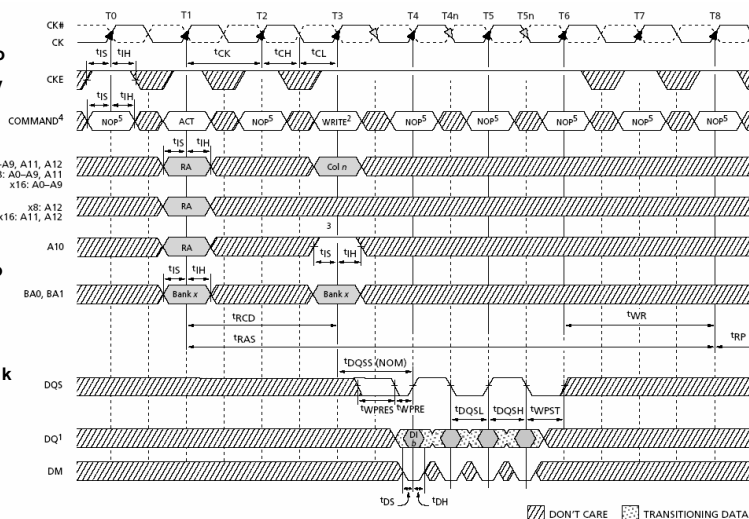 T0 T1 T2 T3 T4 T4n T5 T5n T6 T7 T8
CK#
CK
tIS tIH tCK tCH tCL
CKE
tIS tIH
COMMAND4 NOP5 ACT NOP5 WRITE2 NOP5 NOP5 NOP5 NOP5 NOP5
tIS tIH
–A9, A11, A12 RA Col n
: A0–A9, A11
x16: A0–A9
x8: A12 RA
x16: A11, A12
3
A10 RA tIS tIH
tIS tIH
BA0, BA1 Bank x Bank x
tRCD tWR
tRAS tRP
k
tDQSS (NOM)
DQS
tWPRES tWPRE tDQSL tDQSH tWPST
DQ1 DI
b
DM
tDS tDH
DON'T CARE TRANSITIONING DATA